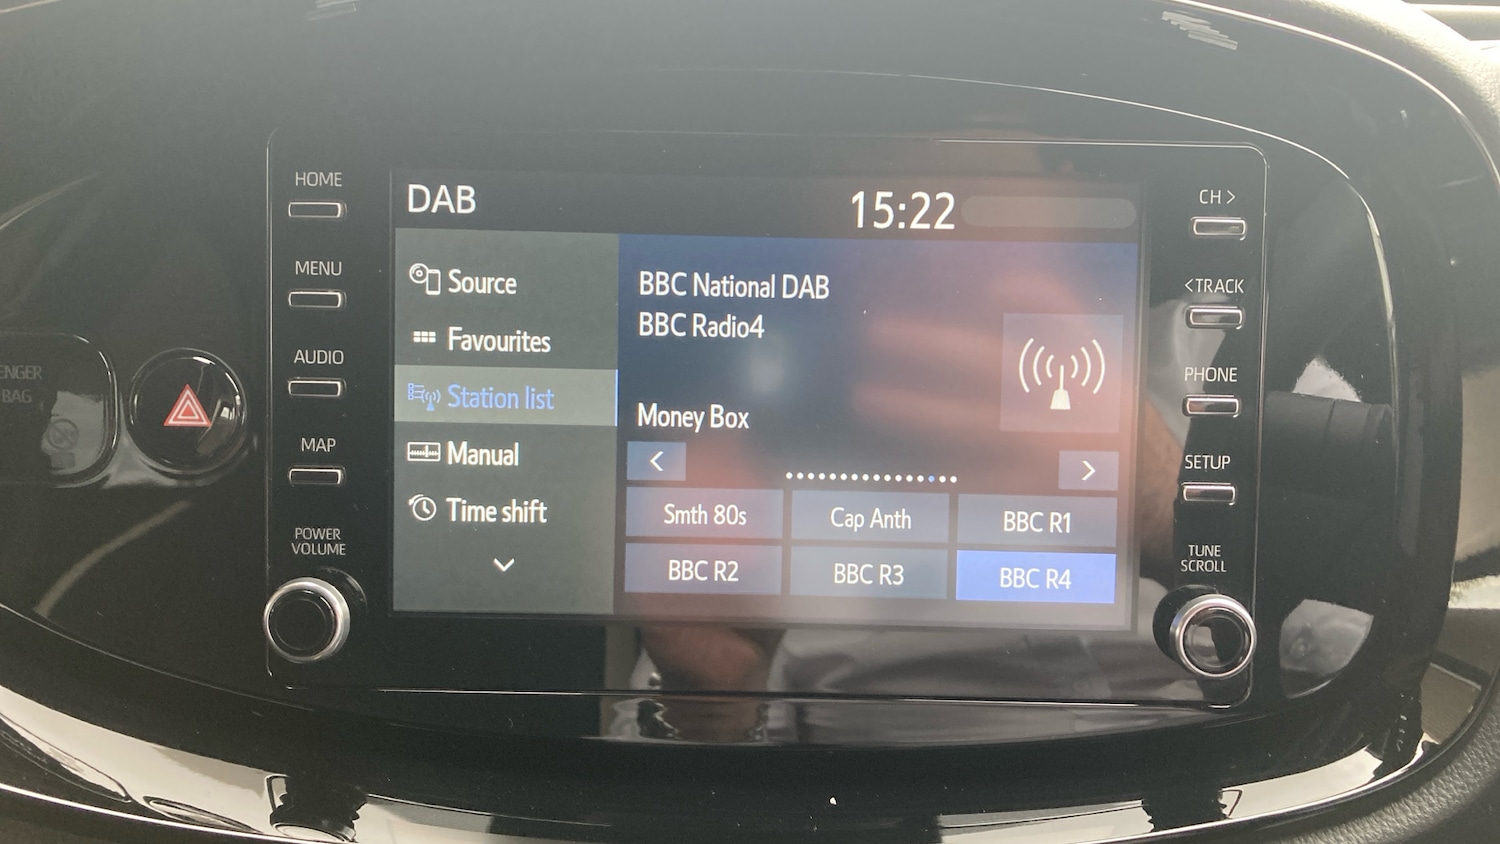 HOME
MENU
AUDIO
MAP
POWER
VOLUME
ENGER
BAG
DAB
15:22
Source
Favourites
Station list
Manual
Time shift
BBC National DAB
BBC Radio4
Money Box
<
>
Smth 80s
Cap Anth
BBC R1
BBC R2
BBC R3
BBC R4
CH >
<TRACK
PHONE
SETUP
TUNE
SCROLL